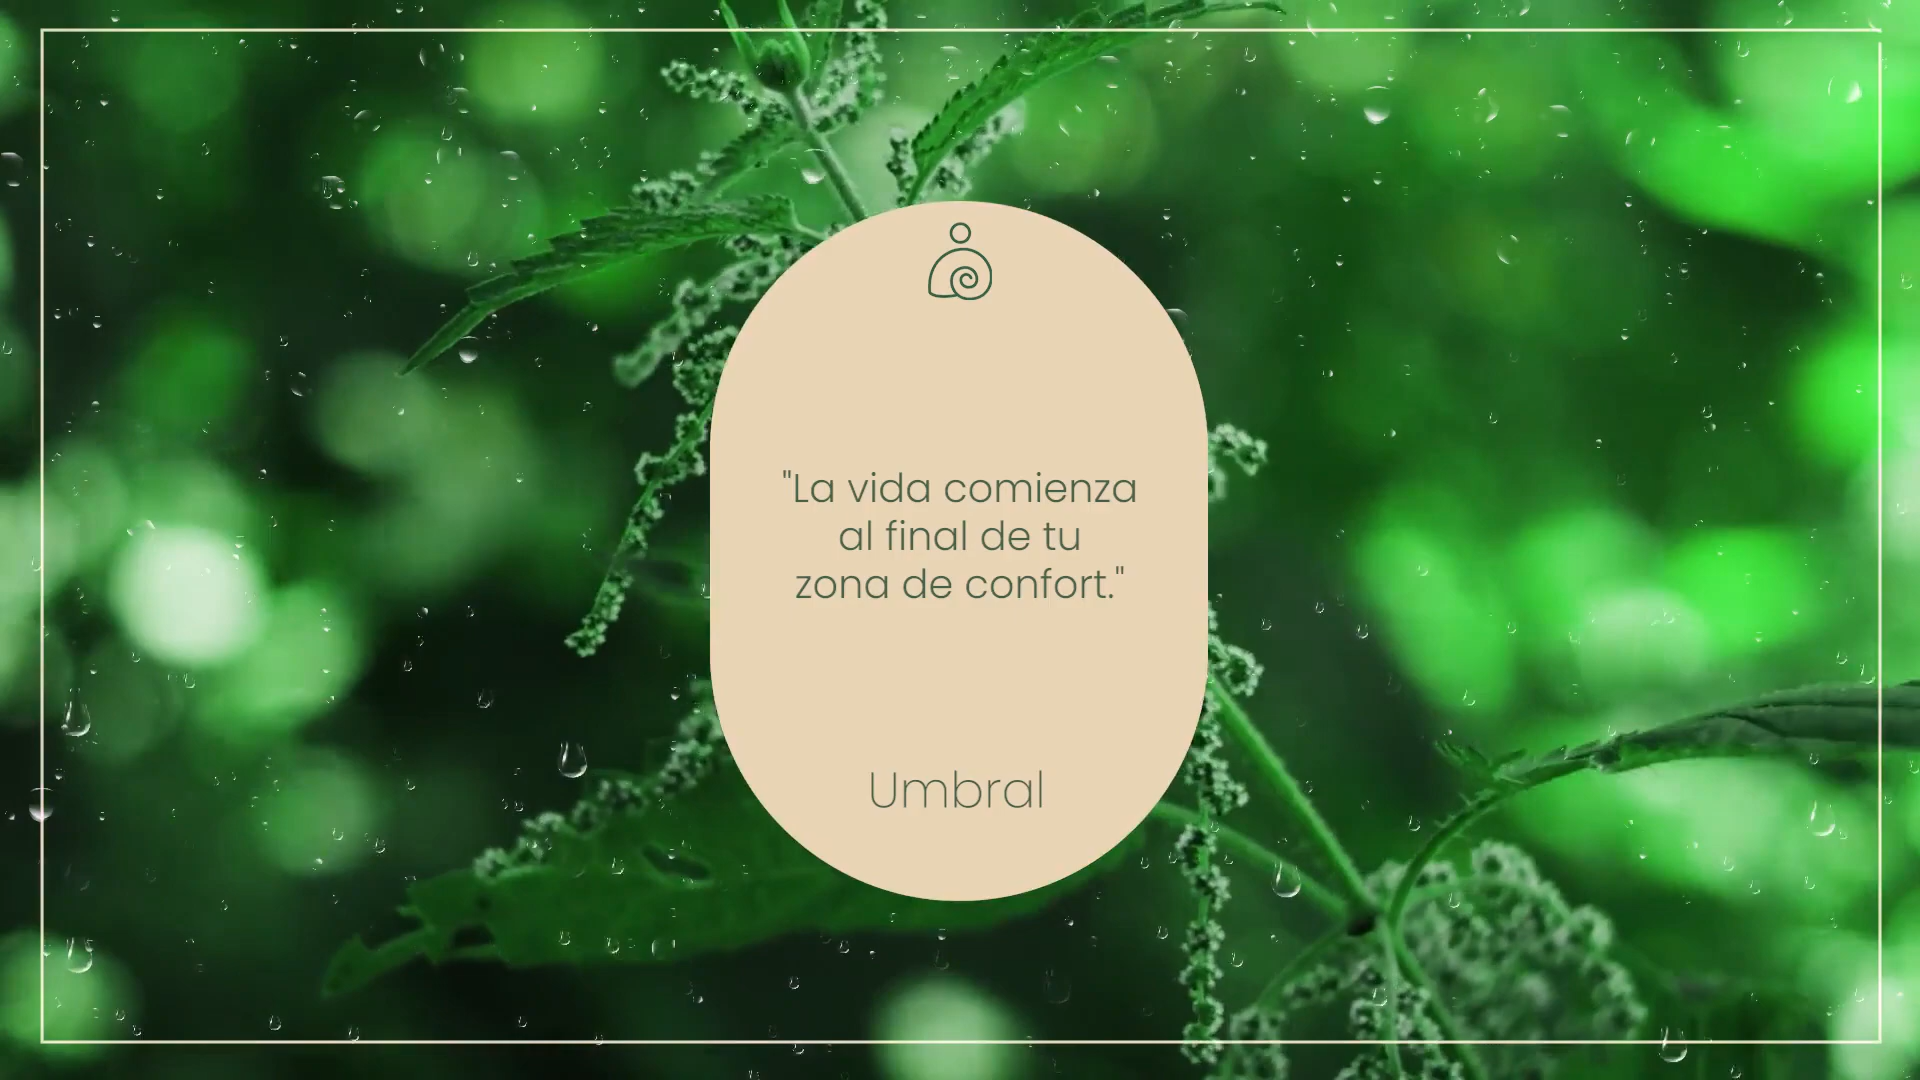 "La vida comienza
al final de tu
zona de confort."
Umbral